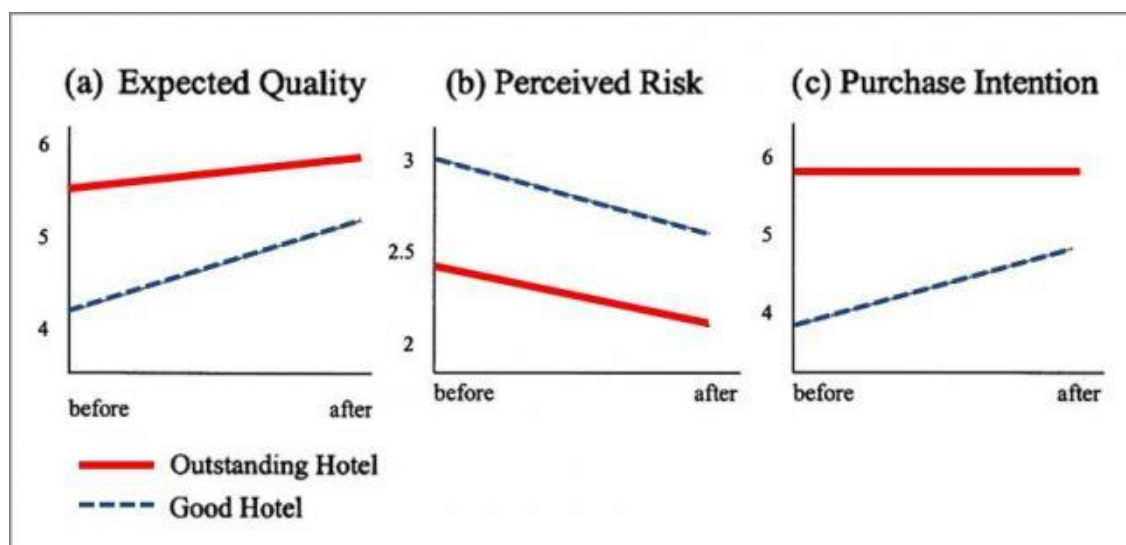 (a) Expected Quality
6
5
4
before after
(b) Perceived Risk
3
2.5
2
before after
(c) Purchase Intention
6
5
4
before after
Outstanding Hotel
Good Hotel